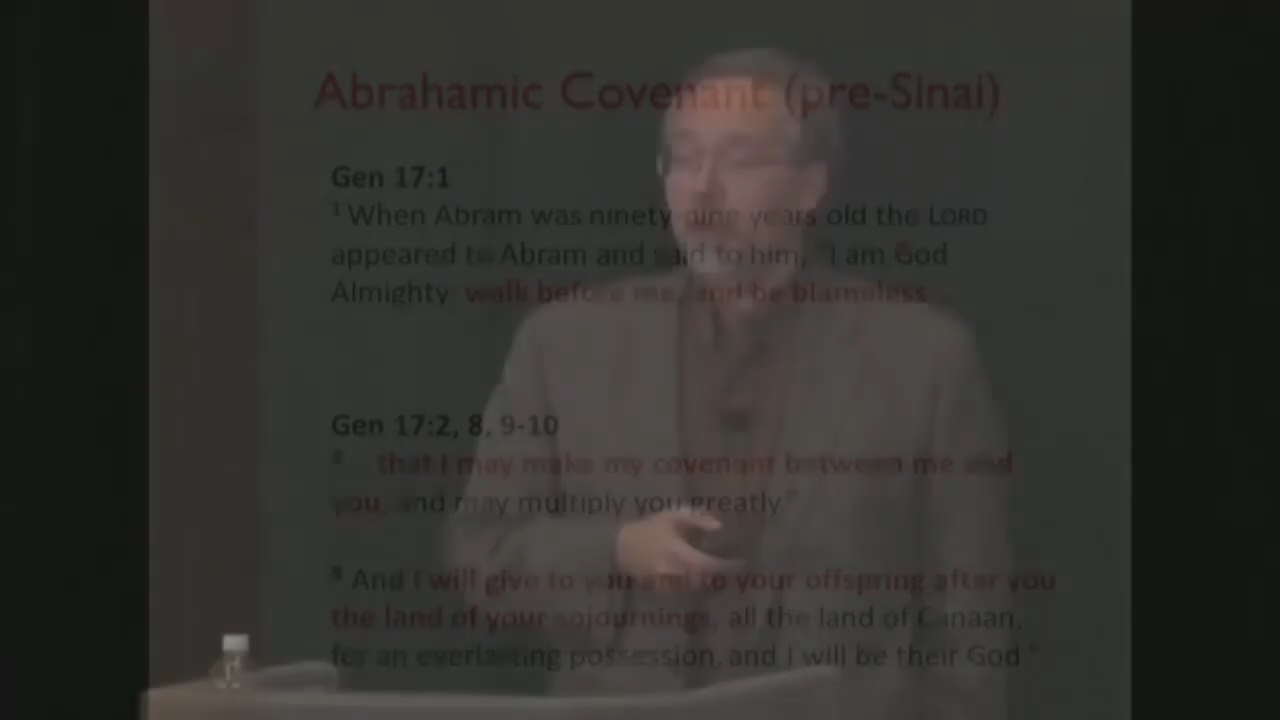 Abrahamic Covenant (pre-Sinai)
Gen 17:1
1 When Abram was ninety-nine years old the LORD
appeared to Abram and said to him, "I am God
Almighty, walk before me, and be blameless
Gen 17:2, 8, 9-10
2 ... that I may make my covenant between me and
you, and may multiply you greatly."
8 And I will give to you and to your offspring after you
the land of your sojournings, all the land of Canaan,
for an everlasting possession, and I will be their God."